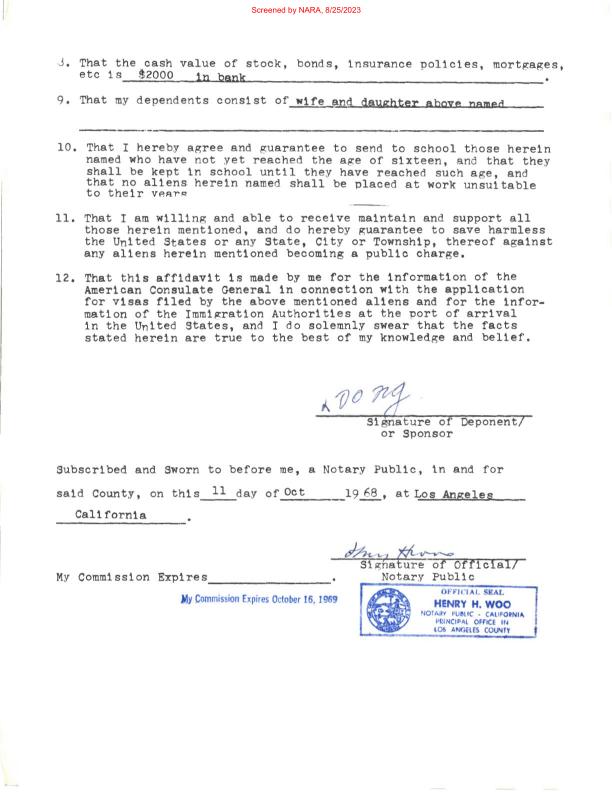 Screened by NARA, 8/25/2023
8. That the cash value of stock, bonds, insurance policies, mortgages,
etc is $2000 in bank.
9. That my dependents consist of wife and daughter above named
10. That I hereby agree and guarantee to send to school those herein
named who have not yet reached the age of sixteen, and that they
shall be kept in school until they have reached such age, and
that no aliens herein named shall be placed at work unsuitable
to their years
11. That I am willing and able to receive maintain and support all
those herein mentioned, and do hereby guarantee to save harmless
the United States or any State, City or Township, thereof against
any aliens herein mentioned becoming a public charge.
12. That this affidavit is made by me for the information of the
American Consulate General in connection with the application
for visas filed by the above mentioned aliens and for the infor-
mation of the Immigration Authorities at the port of arrival
in the United States, and I do solemnly swear that the facts
stated herein are true to the best of my knowledge and belief.
x DO ng
Signature of Deponent/
or Sponsor
Subscribed and Sworn to before me, a Notary Public, in and for
said County, on this 11 day of Oct 1968, at Los Angeles
California.
Signature of Official/
My Commission Expires. Notary Public
My Commission Expires October 16, 1969
OFFICIAL SEAL
HENRY H. WOO
NOTARY PUBLIC - CALIFORNIA
PRINCIPAL OFFICE IN
LOS ANGELES COUNTY